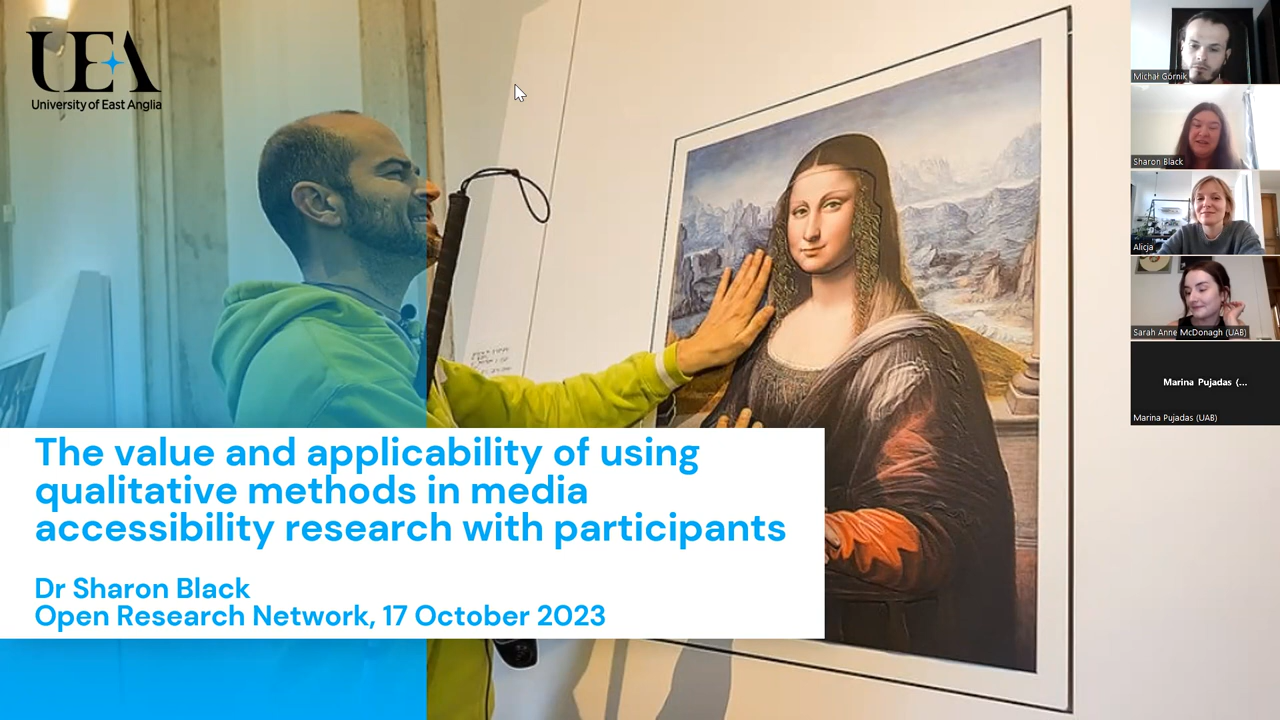 UEA
University of East Anglia
The value and applicability of using
qualitative methods in media
accessibility research with participants
Dr Sharon Black
Open Research Network, 17 October 2023
Michał Górnik
Sharon Black
Alicja
Sarah Anne McDonagh (UAB)
Marina Pujadas (...
Marina Pujadas (UAB)